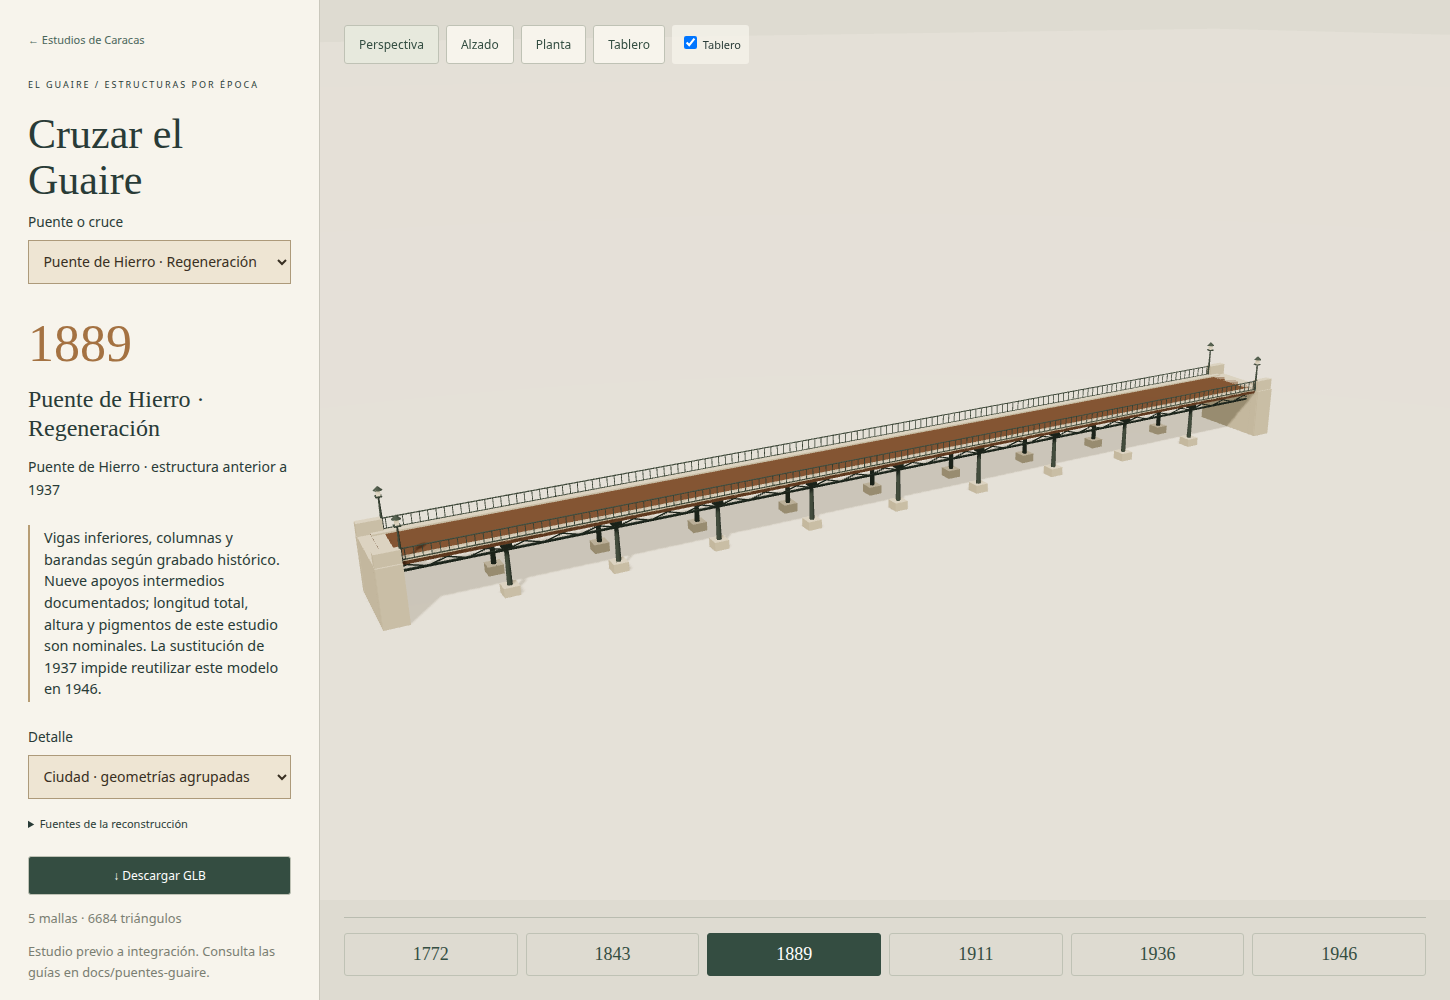 ← Estudios de Caracas
EL GUAIRE / ESTRUCTURAS POR ÉPOCA
Cruzar el
Guaire
Puente o cruce
Puente de Hierro · Regeneración
1889
Puente de Hierro ·
Regeneración
Puente de Hierro · estructura anterior a
1937
Vigas inferiores, columnas y
barandas según grabado histórico.
Nueve apoyos intermedios
documentados; longitud total,
altura y pigmentos de este estudio
son nominales. La sustitución de
1937 impide reutilizar este modelo
en 1946.
Detalle
Ciudad · geometrías agrupadas
▶ Fuentes de la reconstrucción
↓ Descargar GLB
5 mallas · 6684 triángulos
Estudio previo a integración. Consulta las
guías en docs/puentes-guaire.
Perspectiva
Alzado
Planta
Tablero
Tablero
1772
1843
1889
1911
1936
1946